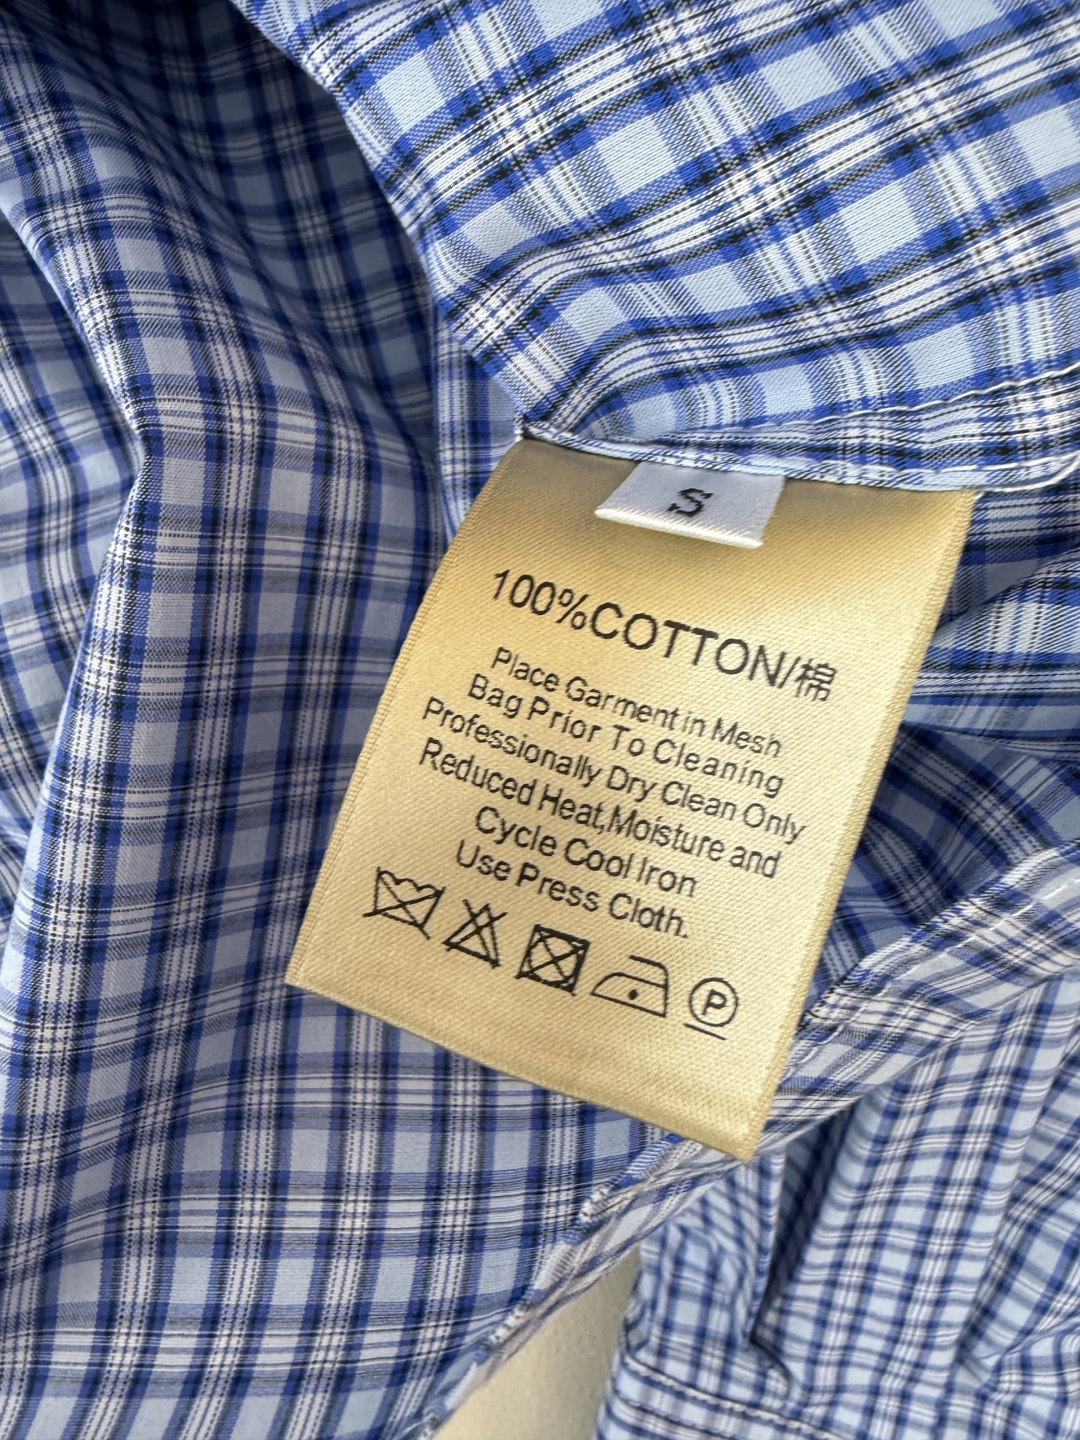 S
100%COTTON/棉
Place Garment in Mesh
Bag Prior To Cleaning
Professionally Dry Clean Only
Reduced Heat,Moisture and
Cycle Cool Iron
Use Press Cloth.
P